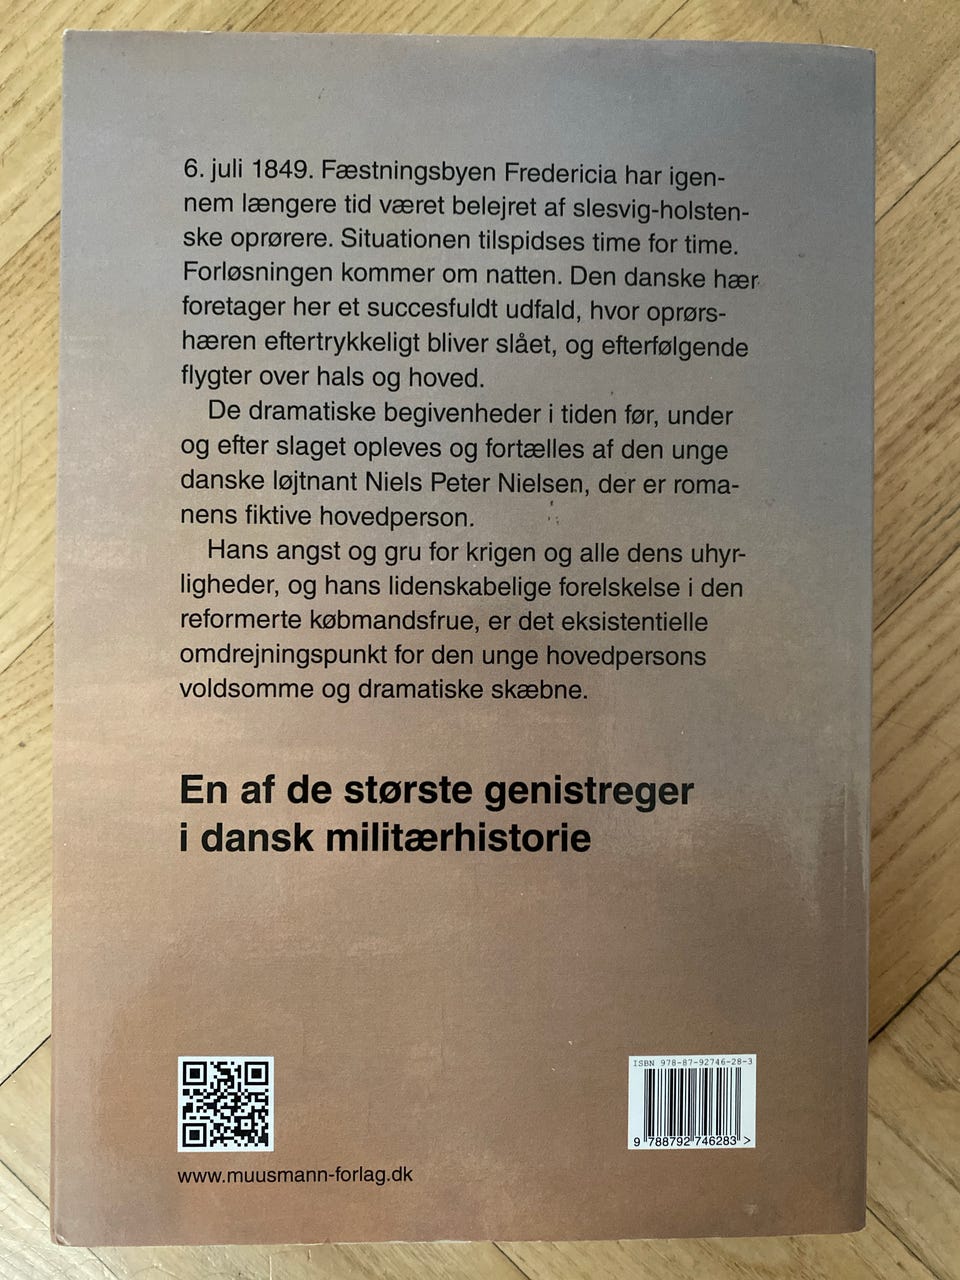 6. juli 1849. Fæstningsbyen Fredericia har igen-
nem længere tid været belejret af slesvig-holsten-
ske oprørere. Situationen tilspidses time for time.
Forløsningen kommer om natten. Den danske hær
foretager her et succesfuldt udfald, hvor oprørs-
hæren eftertrykkeligt bliver slået, og efterfølgende
flygter over hals og hoved.
De dramatiske begivenheder i tiden før, under
og efter slaget opleves og fortælles af den unge
danske løjtnant Niels Peter Nielsen, der er roma-
nens fiktive hovedperson.
Hans angst og gru for krigen og alle dens uhyr-
ligheder, og hans lidenskabelige forelskelse i den
reformerte købmandsfrue, er det eksistentielle
omdrejningspunkt for den unge hovedpersons
voldsomme og dramatiske skæbne.
En af de største genistreger
i dansk militærhistorie
ISBN 978-87-92746-28-3
9 788792 746283 >
www.muusmann-forlag.dk